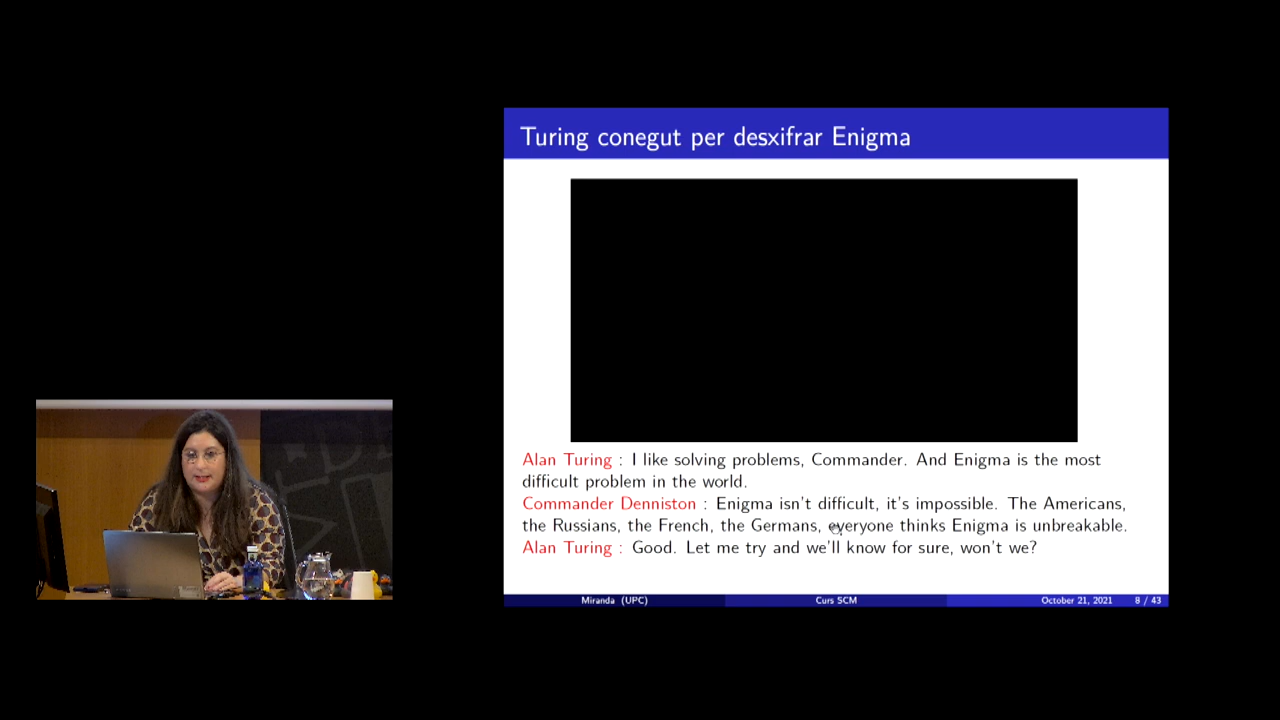 Turing conegut per desxifrar Enigma
Alan Turing : I like solving problems, Commander. And Enigma is the most
difficult problem in the world.
Commander Denniston : Enigma isn't difficult, it's impossible. The Americans,
the Russians, the French, the Germans, everyone thinks Enigma is unbreakable.
Alan Turing : Good. Let me try and we'll know for sure, won't we?
Miranda (UPC) Curs SCM October 21, 2021 8 / 43